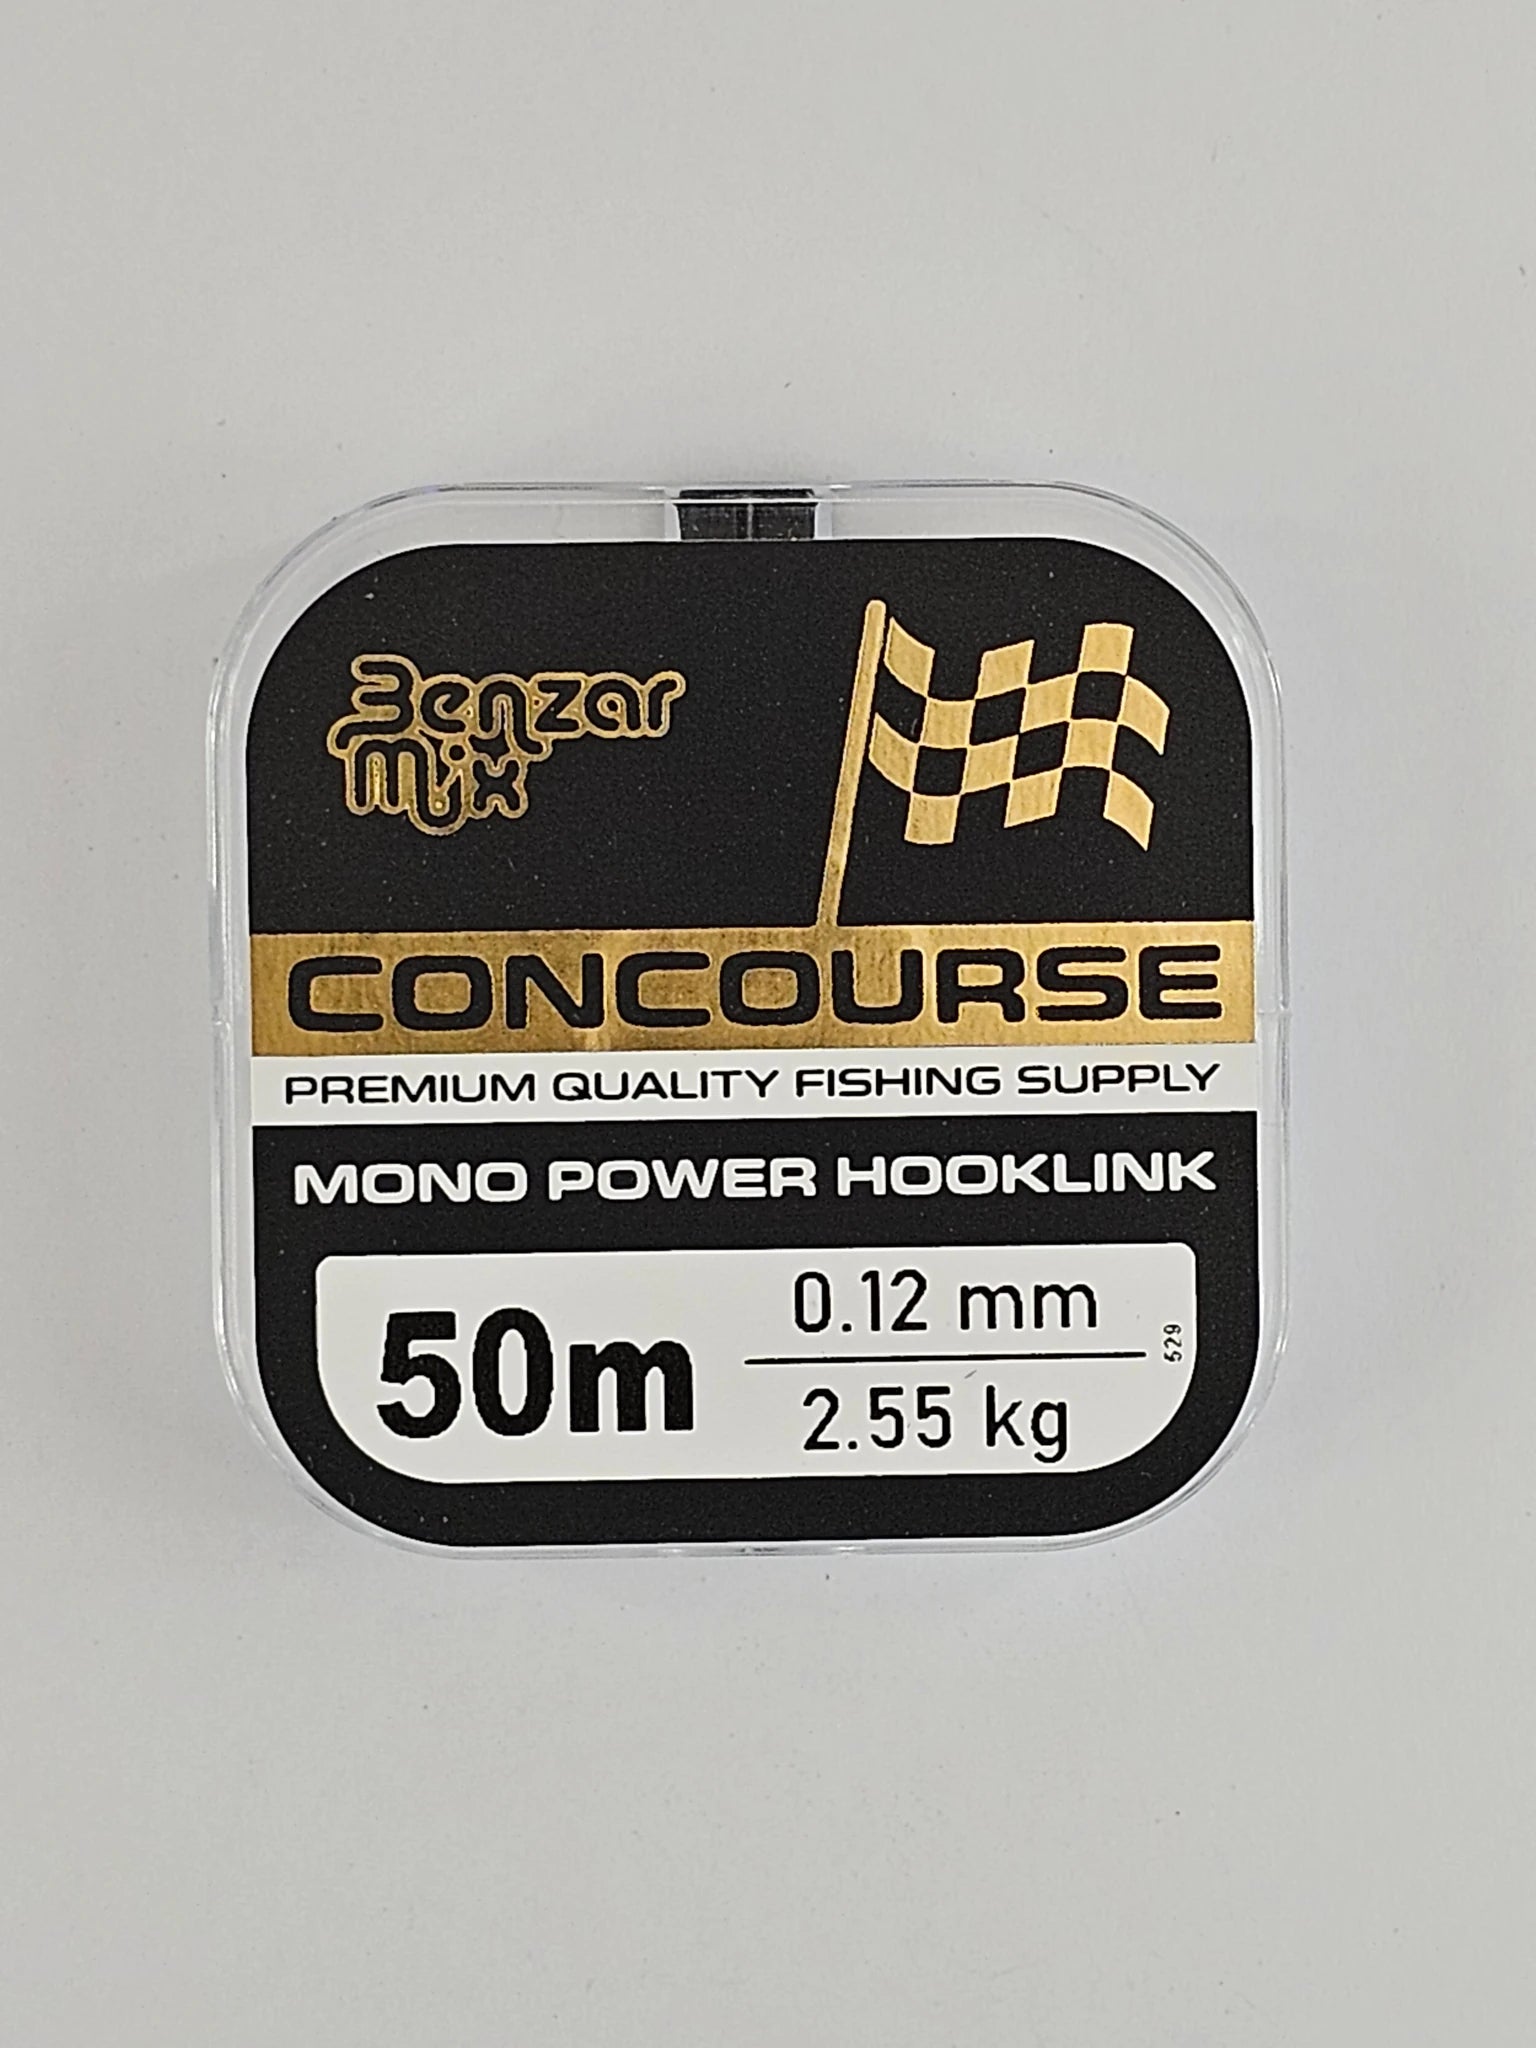 Benzar
Mix
CONCOURSE
PREMIUM QUALITY FISHING SUPPLY
MONO POWER HOOKLINK
50m
0.12 mm
2.55 kg
529